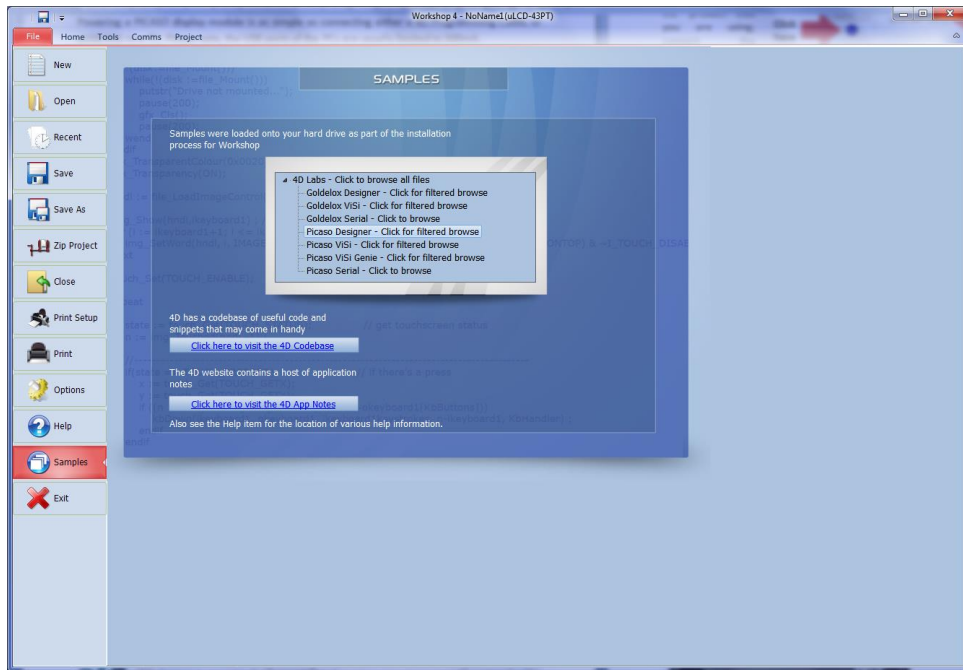 Workshop 4 - NoName1(uLCD-43PT)
File Home Tools Comms Project
New
Open
Recent
Save
Save As
Zip Project
Close
Print Setup
Print
Options
Help
Samples
Exit
SAMPLES
Samples were loaded onto your hard drive as part of the installation
process for Workshop
4D Labs - Click to browse all files
Goldelox Designer - Click for filtered browse
Goldelox ViSi - Click for filtered browse
Goldelox Serial - Click to browse
Picaso Designer - Click for filtered browse
Picaso ViSi - Click for filtered browse
Picaso ViSi Genie - Click for filtered browse
Picaso Serial - Click to browse
4D has a codebase of useful code and
snippets that may come in handy
// get touchscreen status
Click here to visit the 4D Codebase
The 4D website contains a host of application
notes
Click here to visit the 4D App Notes
Also see the Help item for the location of various help information.